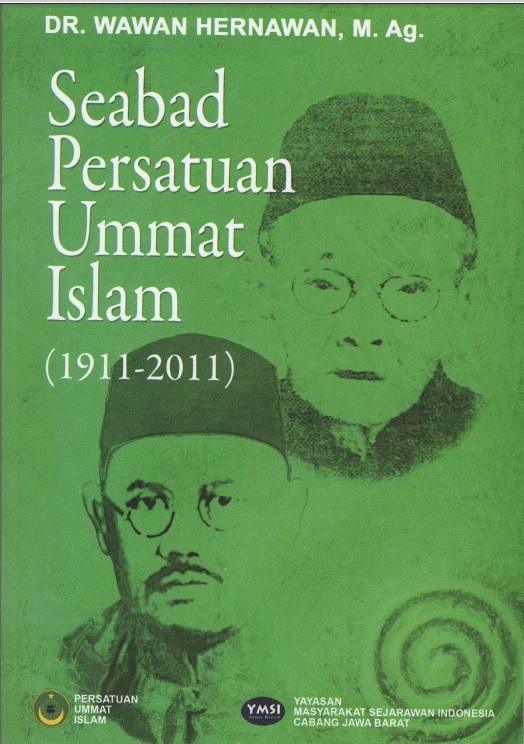 DR. WAWAN HERNAWAN, M. Ag.
Seabad
Persatuan
Ummat
Islam
(1911-2011)
PERSATUAN
UMMAT
ISLAM
YMSI
YAYASAN
MASYARAKAT SEJARAWAN INDONESIA
CABANG JAWA BARAT